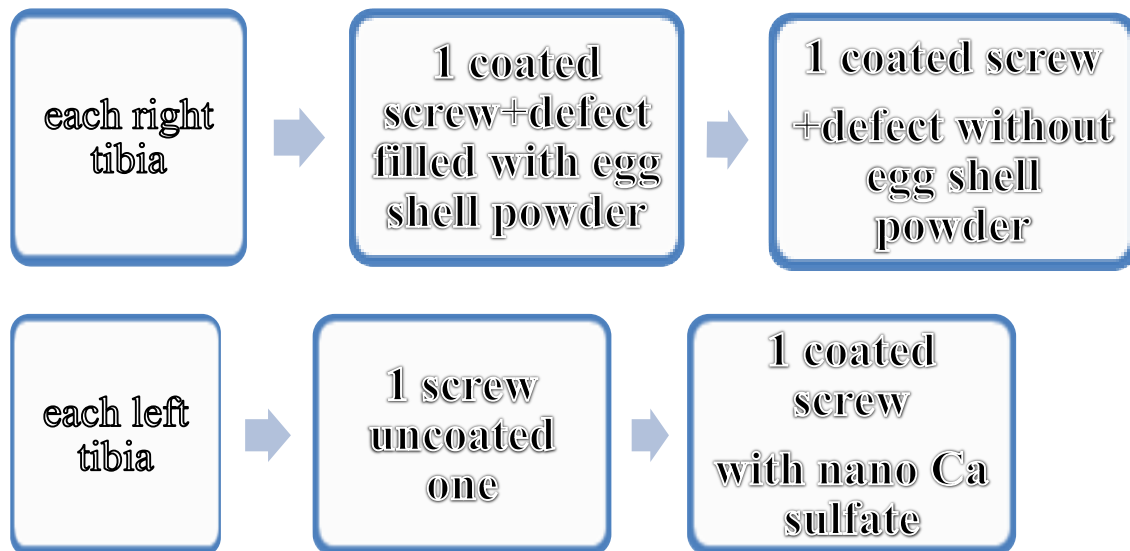 each right
tibia
1 coated
screw+defect
filled with egg
shell powder
1 coated screw
+defect without
egg shell
powder
each left
tibia
1 screw
uncoated
one
1 coated
screw
with nano Ca
sulfate